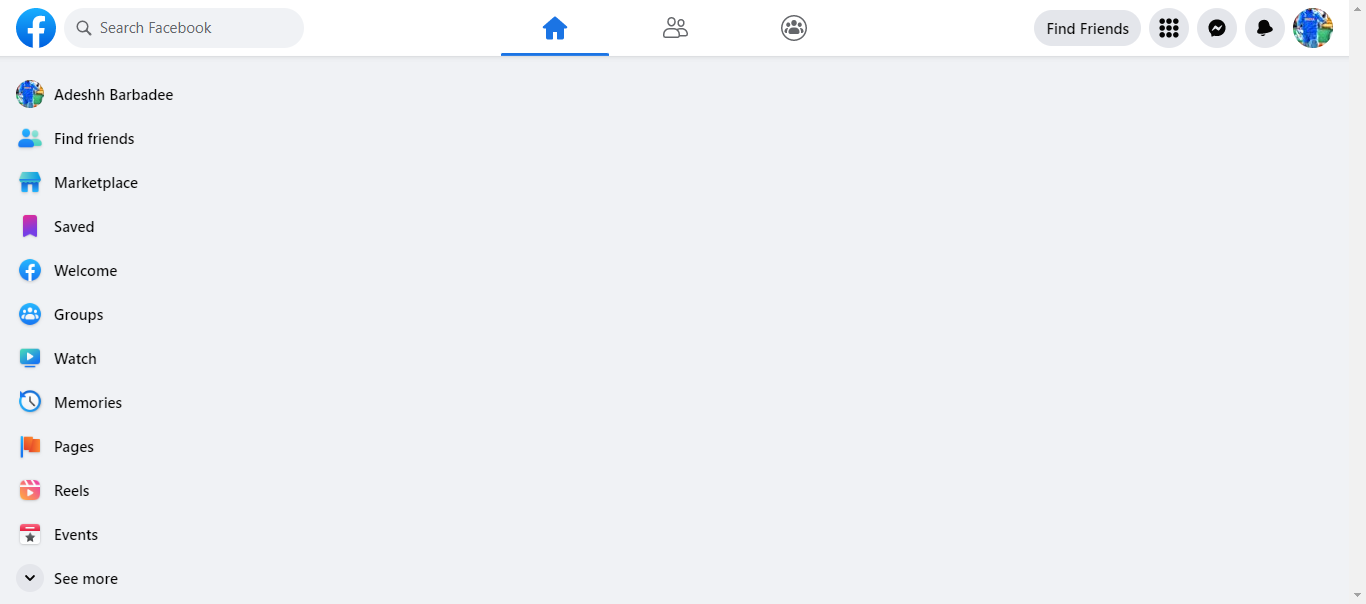 Search Facebook
Find Friends
Adeshh Barbadee
Find friends
Marketplace
Saved
Welcome
Groups
Watch
Memories
Pages
Reels
Events
See more